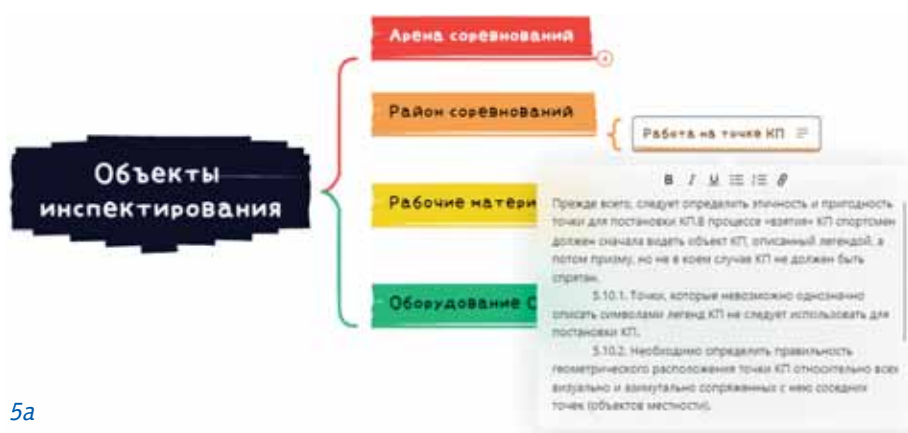 Арена соревнований
Район соревнований
Работа на точке КП
Объекты
инспектирования
Рабочие матери
Оборудование С
B I U
Прежде всего, следует определить этичность и пригодность
точки для постановки КП.В процессе «взятия» КП спортсмен
должен сначала видеть объект КП, описанный легендой, а
потом призму, но не в коем случае КП не должен быть
спрятан.
5.10.1. Точки, которые невозможно однозначно
описать символами легенд КП не следует использовать для
постановки КП.
5.10.2. Необходимо определить правильность
геометрического расположения точки КП относительно всех
визуально и азимутально сопряженных с нею соседних
точек (объектов местности).
5а